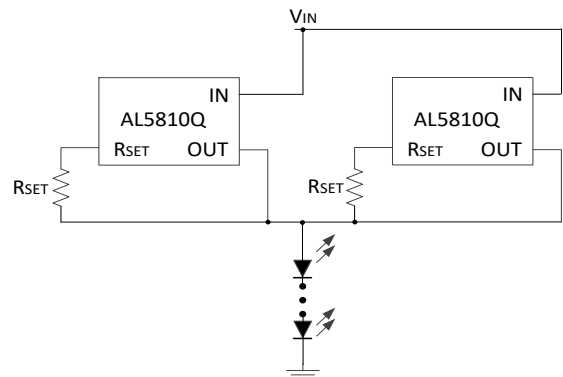 VIN
IN
AL5810Q
RSET OUT
RSET
IN
AL5810Q
RSET OUT
RSET